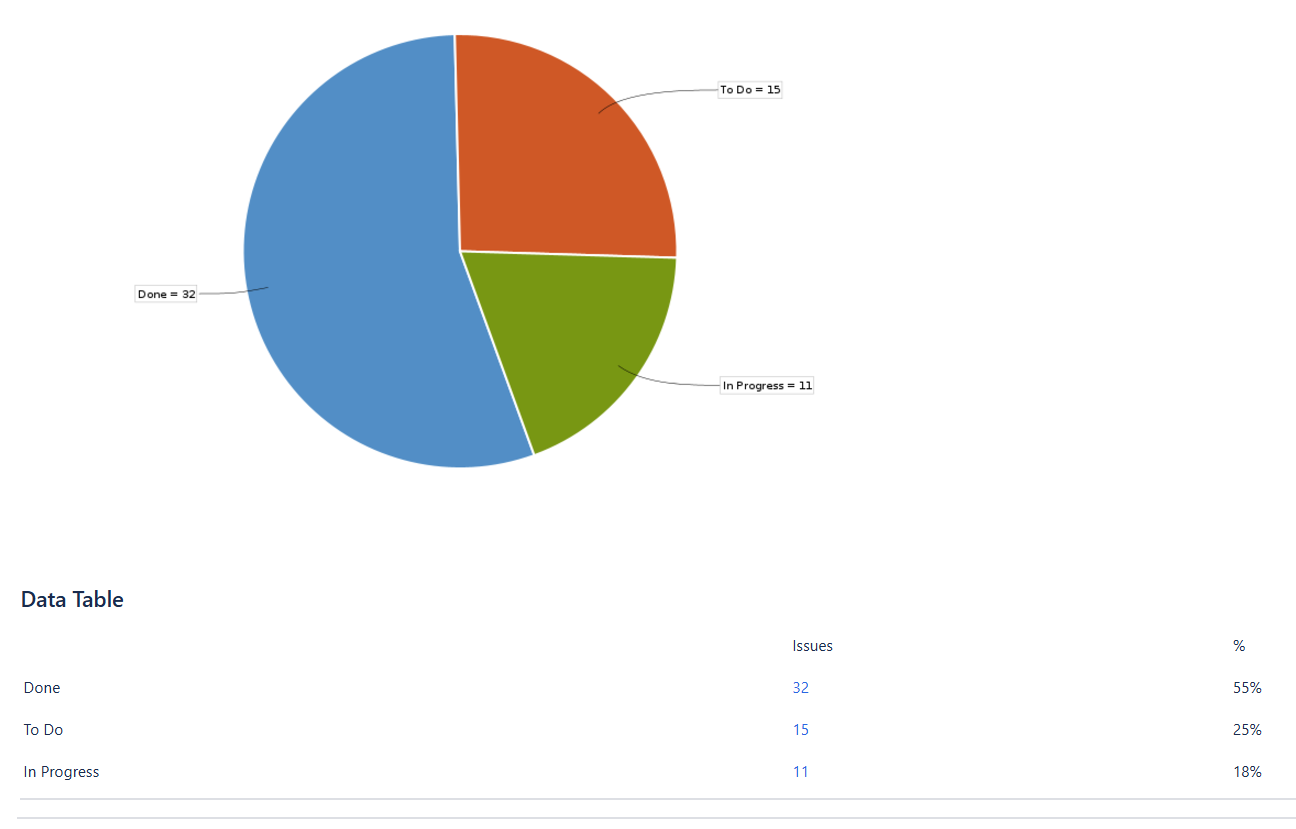 To Do = 15
Done = 32
In Progress = 11
Data Table
Issues %
Done 32 55%
To Do 15 25%
In Progress 11 18%